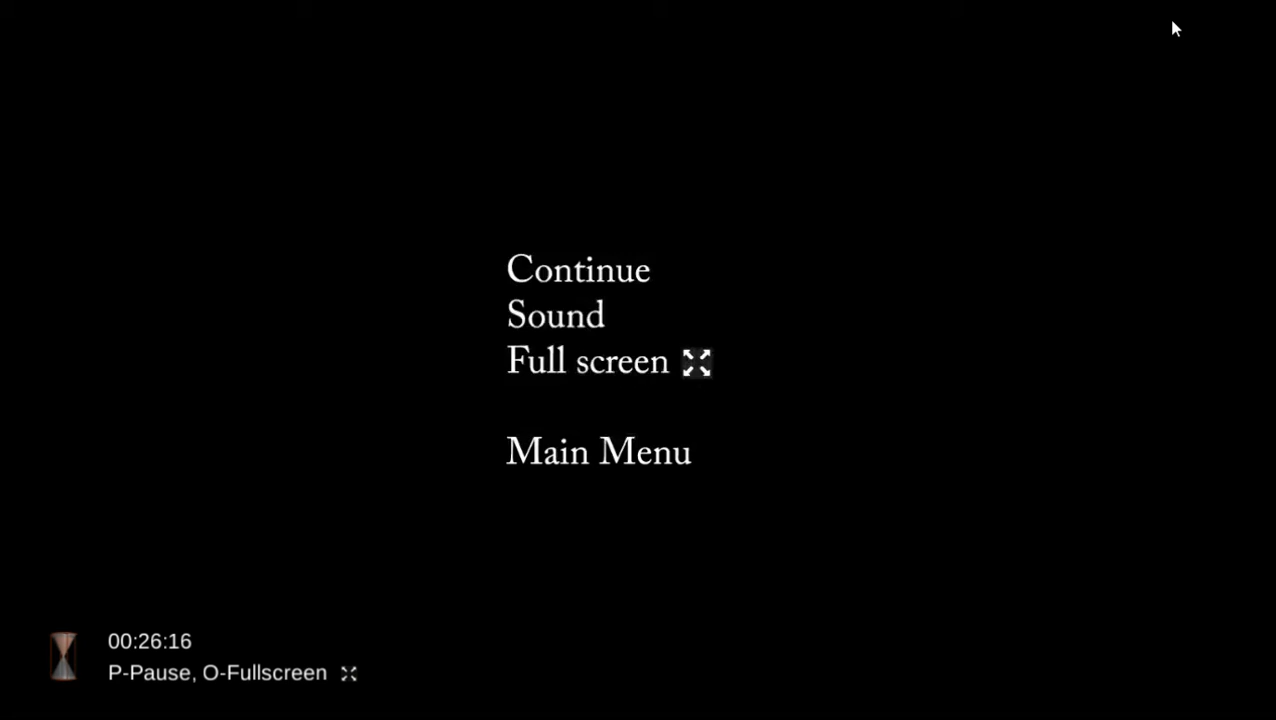 Continue
Sound
Full screen
Main Menu
00:26:16
P-Pause, O-Fullscreen